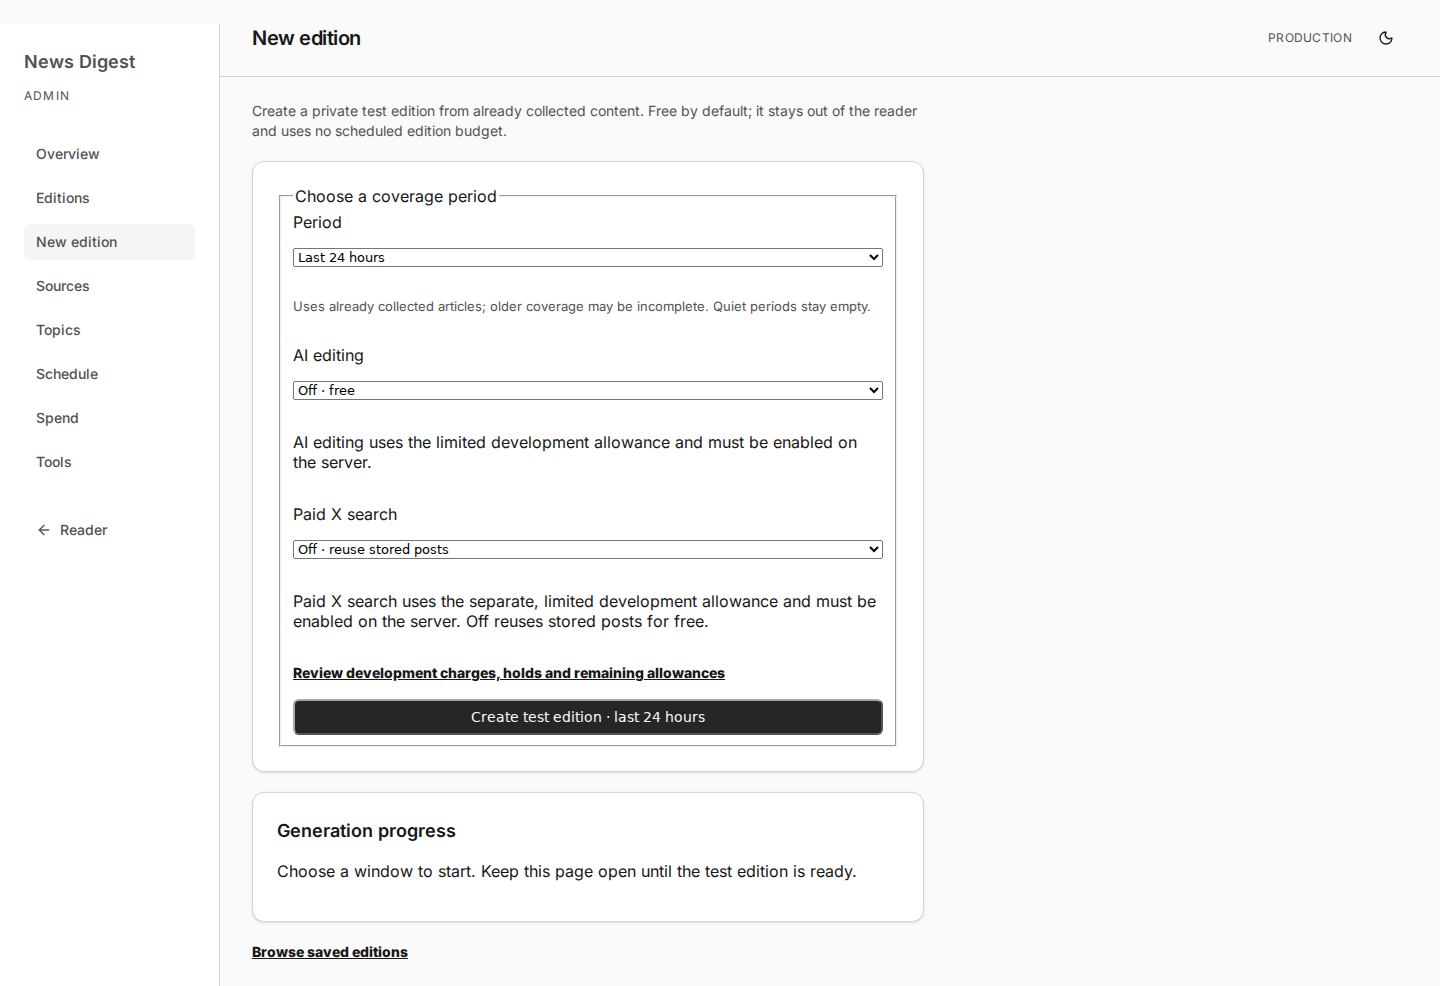 New edition
PRODUCTION
News Digest
ADMIN
Overview
Editions
New edition
Sources
Topics
Schedule
Spend
Tools
Reader
Create a private test edition from already collected content. Free by default; it stays out of the reader
and uses no scheduled edition budget.
Choose a coverage period
Period
Last 24 hours
Uses already collected articles; older coverage may be incomplete. Quiet periods stay empty.
AI editing
Off · free
AI editing uses the limited development allowance and must be enabled on
the server.
Paid X search
Off · reuse stored posts
Paid X search uses the separate, limited development allowance and must be
enabled on the server. Off reuses stored posts for free.
Review development charges, holds and remaining allowances
Create test edition · last 24 hours
Generation progress
Choose a window to start. Keep this page open until the test edition is ready.
Browse saved editions